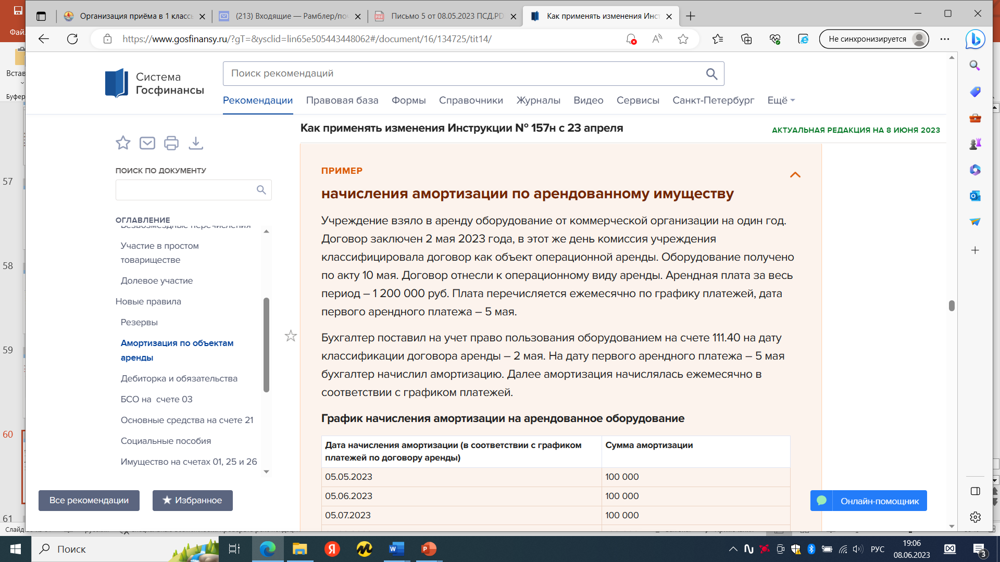 Организация приёма в 1 классь
(213) Входящие — Рамблер/поч
Письмо 5 от 08.05.2023 ПСД.PD
Как применять изменения Инст
Файл
https://www.gosfinansy.ru/?gT=&ysclid=lin65e505443448062#/document/16/134725/tit14/
Не синхронизируется
Встав
Буфер
Система
Госфинансы
Поиск рекомендаций
Рекомендации Правовая база Формы Справочники Журналы Видео Сервисы Санкт-Петербург Ещё
Как применять изменения Инструкции № 157н с 23 апреля
АКТУАЛЬНАЯ РЕДАКЦИЯ НА 8 ИЮНЯ 2023
ПОИСК ПО ДОКУМЕНТУ
ОГЛАВЛЕНИЕ
Безвозмездные перечисления
Участие в простом
товариществе
Долевое участие
Новые правила
Резервы
Амортизация по объектам
аренды
Дебиторка и обязательства
БСО на счете 03
Основные средства на счете 21
Социальные пособия
Имущество на счетах 01, 25 и 26
Все рекомендации
Избранное
57
58
59
60
61
ПРИМЕР
начисления амортизации по арендованному имуществу
Учреждение взяло в аренду оборудование от коммерческой организации на один год.
Договор заключен 2 мая 2023 года, в этот же день комиссия учреждения
классифицировала договор как объект операционной аренды. Оборудование получено
по акту 10 мая. Договор отнесли к операционному виду аренды. Арендная плата за весь
период – 1 200 000 руб. Плата перечисляется ежемесячно по графику платежей, дата
первого арендного платежа – 5 мая.
Бухгалтер поставил на учет право пользования оборудованием на счете 111.40 на дату
классификации договора аренды – 2 мая. На дату первого арендного платежа – 5 мая
бухгалтер начислил амортизацию. Далее амортизация начислялась ежемесячно в
соответствии с графиком платежей.
График начисления амортизации на арендованное оборудование
Дата начисления амортизации (в соответствии с графиком
платежей по договору аренды)
Сумма амортизации
05.05.2023 100 000
05.06.2023 100 000
05.07.2023 100 000
Онлайн-помощник
Слайд
Поиск
РУС
19:06
08.06.2023
3